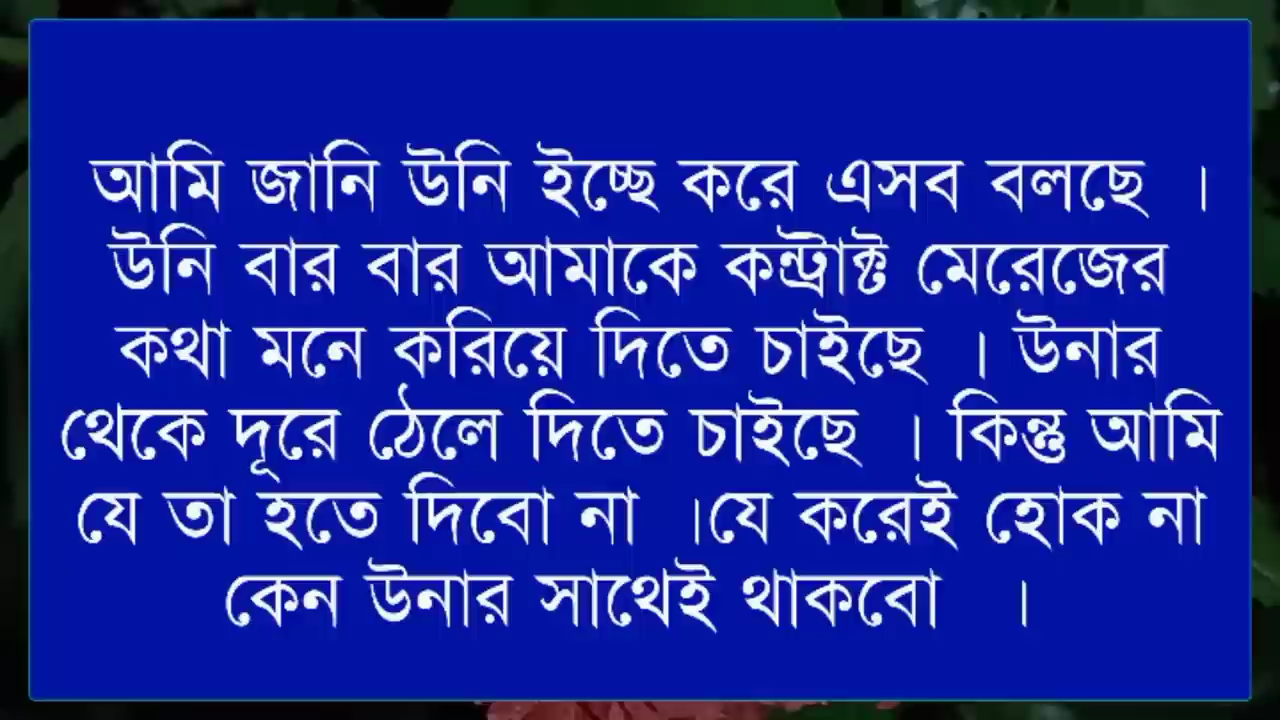 আমি জানি উনি ইচ্ছে করে এসব বলছে ।
উনি বার বার আমাকে কন্ট্রাক্ট মেরেজের
কথা মনে করিয়ে দিতে চাইছে । উনার
থেকে দূরে ঠেলে দিতে চাইছে । কিন্তু আমি
যে তা হতে দিবো না ।যে করেই হোক না
কেন উনার সাথেই থাকবো ।